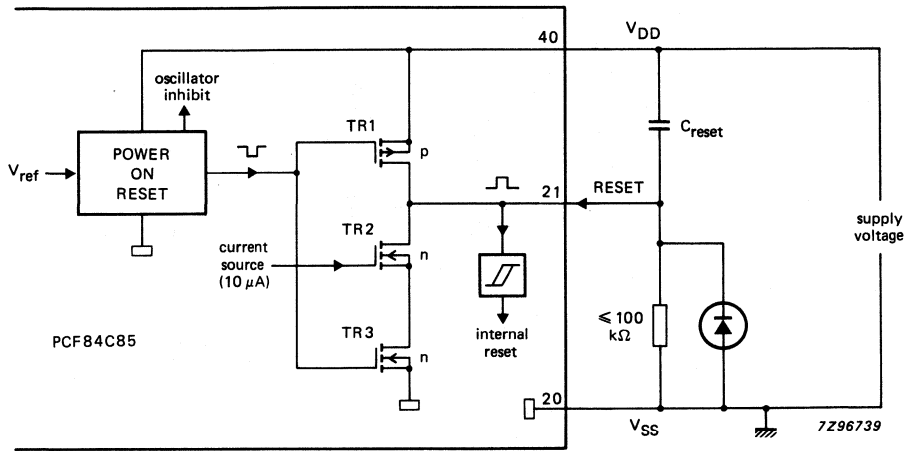 40
V_DD
oscillator
inhibit
TR1
p
C_reset
POWER
ON
RESET
V_ref
21
RESET
TR2
n
supply
voltage
current
source
(10 μA)
≤ 100
kΩ
internal
reset
TR3
n
PCF84C85
20
V_SS
7Z96739